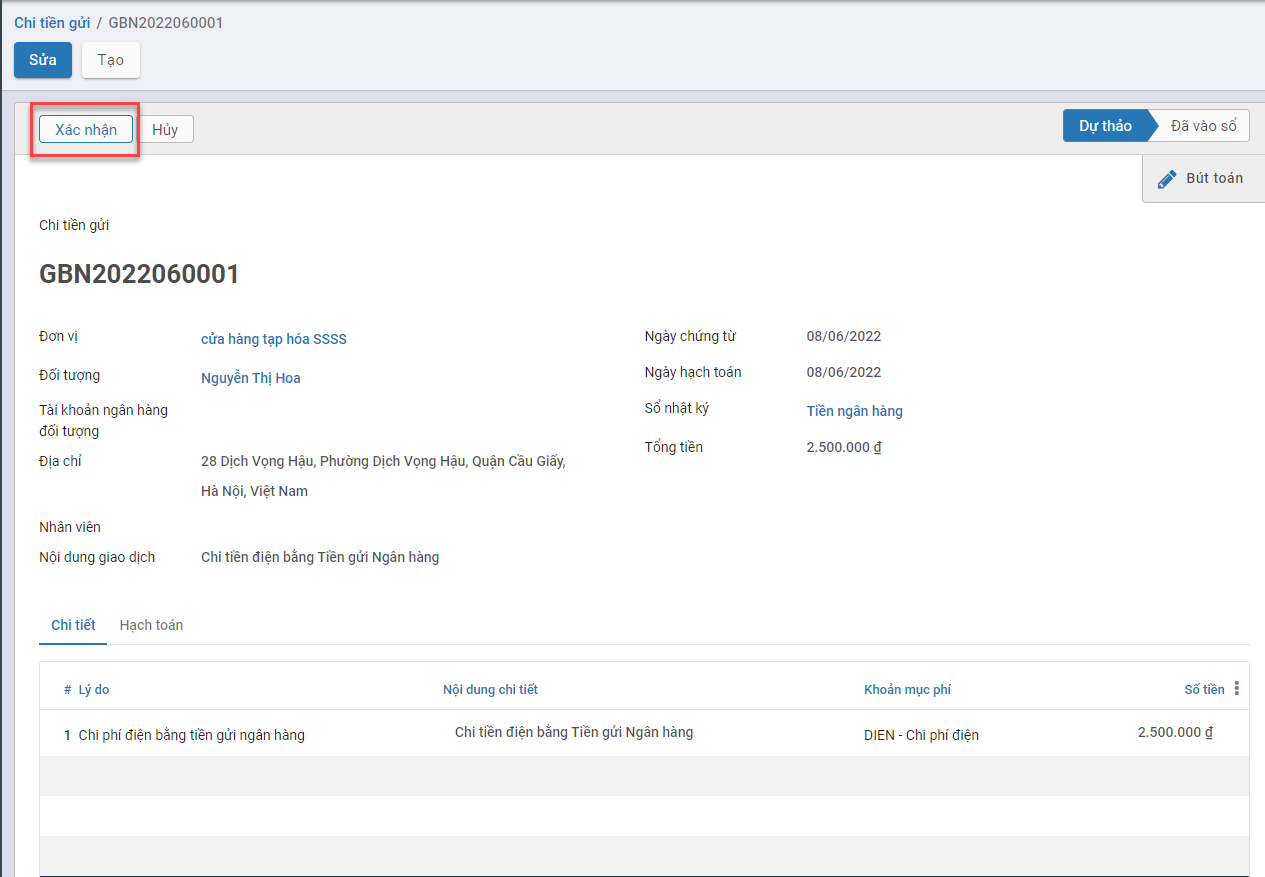 Chi tiền gửi / GBN2022060001
Sửa Tạo
Xác nhận Hủy Dự thảo Đã vào sổ
Bút toán
Chi tiền gửi
GBN2022060001
Đơn vị cửa hàng tạp hóa SSSS Ngày chứng từ 08/06/2022
Đối tượng Nguyễn Thị Hoa Ngày hạch toán 08/06/2022
Tài khoản ngân hàng đối tượng Sổ nhật ký Tiền ngân hàng
Địa chỉ 28 Dịch Vọng Hậu, Phường Dịch Vọng Hậu, Quận Cầu Giấy, Tổng tiền 2.500.000 ₫
Hà Nội, Việt Nam
Nhân viên
Nội dung giao dịch Chi tiền điện bằng Tiền gửi Ngân hàng
Chi tiết Hạch toán
# Lý do Nội dung chi tiết Khoản mục phí Số tiền
1 Chi phí điện bằng tiền gửi ngân hàng Chi tiền điện bằng Tiền gửi Ngân hàng DIEN - Chi phí điện 2.500.000 ₫